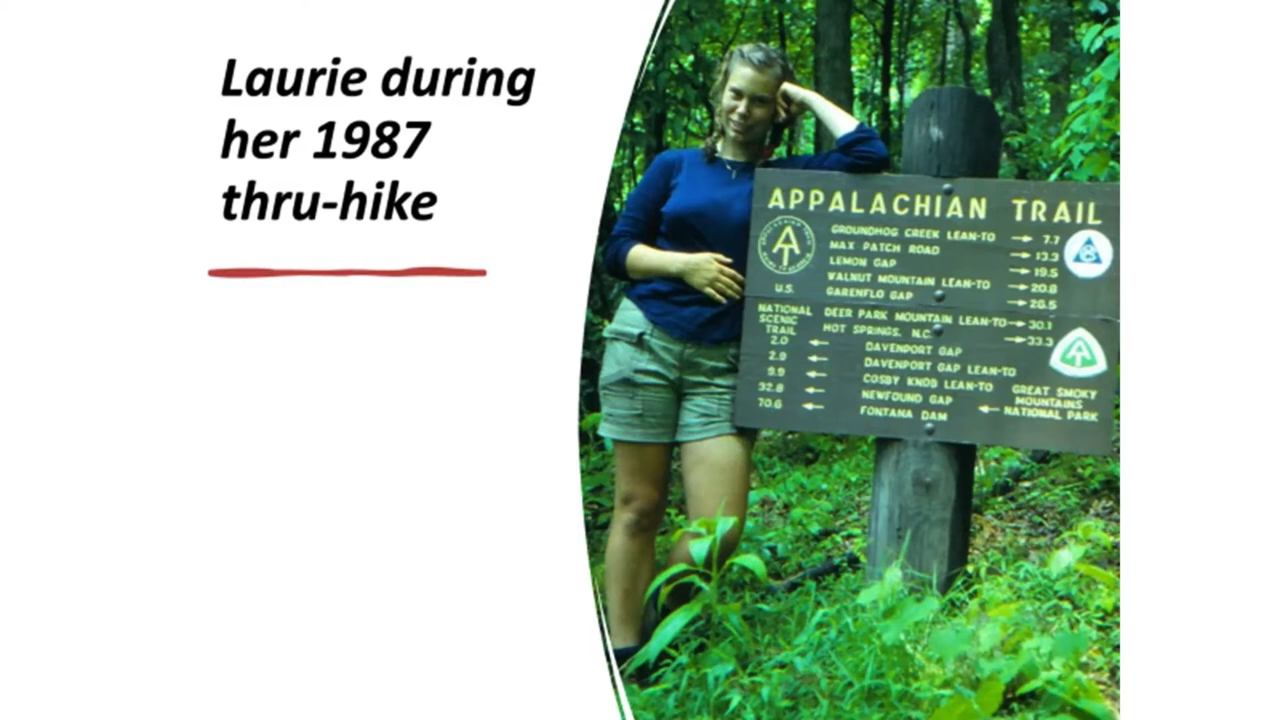 Laurie during
her 1987
thru-hike
APPALACHIAN TRAIL
GROUNDHOG CREEK LEAN-TO → 7.7
MAX PATCH ROAD → 13.3
LEMON GAP → 19.5
WALNUT MOUNTAIN LEAN-TO → 20.8
GARENFLO GAP → 26.5
DEER PARK MOUNTAIN LEAN-TO → 30.1
HOT SPRINGS, N.C. → 33.3
U.S.
NATIONAL
SCENIC
TRAIL
2.0 ← DAVENPORT GAP
2.9 ← DAVENPORT GAP LEAN-TO
9.9 ← COSBY KNOB LEAN-TO
32.8 ← NEWFOUND GAP
70.6 ← FONTANA DAM
GREAT SMOKY
MOUNTAINS
← NATIONAL PARK